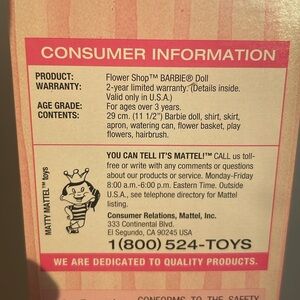 CONSUMER INFORMATION
PRODUCT: Flower Shop™ BARBIE® Doll
WARRANTY: 2-year limited warranty. (Details inside.
Valid only in U.S.A.)
AGE GRADE: For ages over 3 years.
CONTENTS: 29 cm. (11 1/2") Barbie doll, shirt, skirt,
apron, watering can, flower basket, play
flowers, hairbrush.
YOU CAN TELL IT'S MATTEL!™ CALL us toll-
free or write with any comments or questions
about our products or service. Monday-Friday
8:00 a.m.-6:00 p.m. Eastern Time. Outside
U.S.A., see telephone directory for Mattel
listing.
Consumer Relations, Mattel, Inc.
333 Continental Blvd.
El Segundo, CA 90245 USA
1(800) 524-TOYS
MATTY MATTEL™ toys
WE ARE DEDICATED TO QUALITY PRODUCTS.
CONFORMS TO THE SAFETY